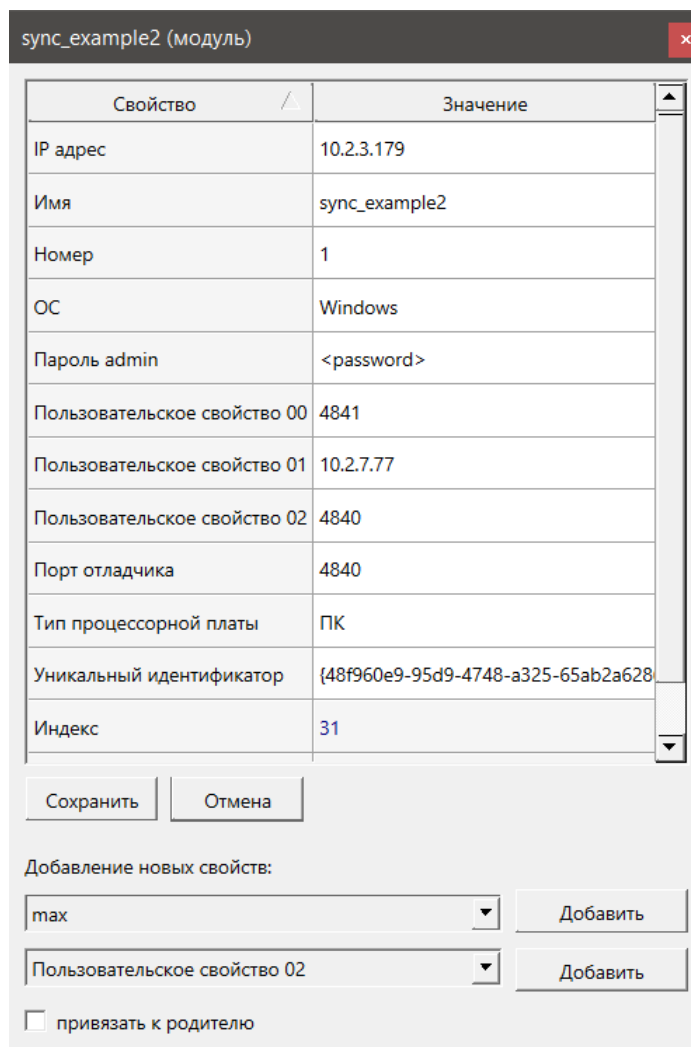 sync_example2 (модуль)
Свойство Значение
IP адрес 10.2.3.179
Имя sync_example2
Номер 1
ОС Windows
Пароль admin <password>
Пользовательское свойство 00 4841
Пользовательское свойство 01 10.2.7.77
Пользовательское свойство 02 4840
Порт отладчика 4840
Тип процессорной платы ПК
Уникальный идентификатор {48f960e9-95d9-4748-a325-65ab2a628
Индекс 31
Сохранить Отмена
Добавление новых свойств:
max Добавить
Пользовательское свойство 02 Добавить
привязать к родителю